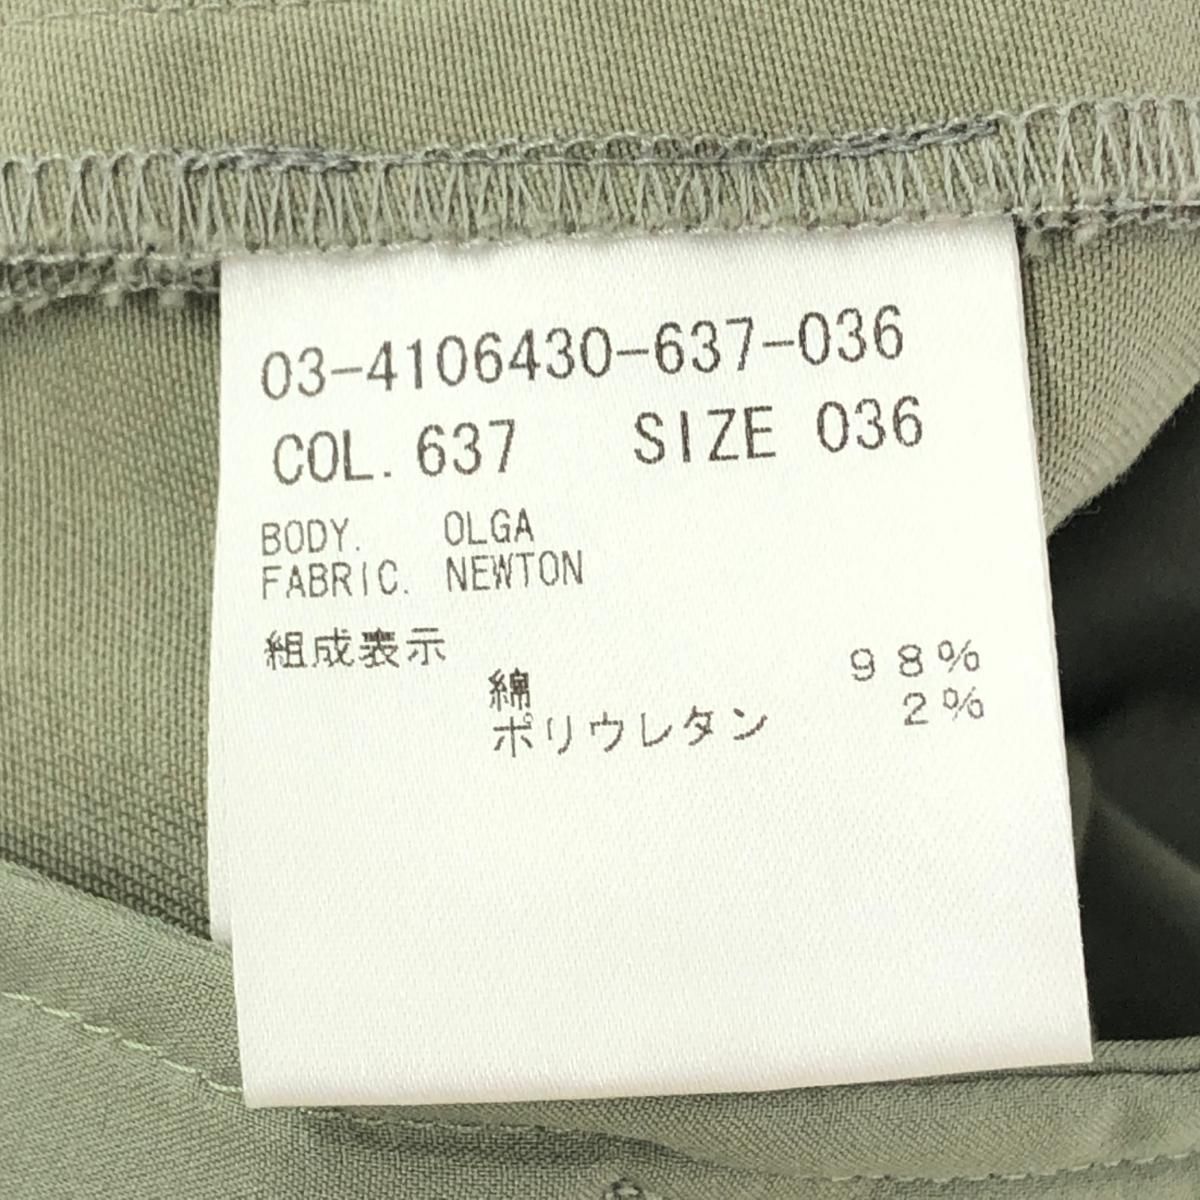 03-4106430-637-036
COL. 637 SIZE 036
BODY. OLGA
FABRIC. NEWTON
組成表示
綿 98%
ポリウレタン 2%